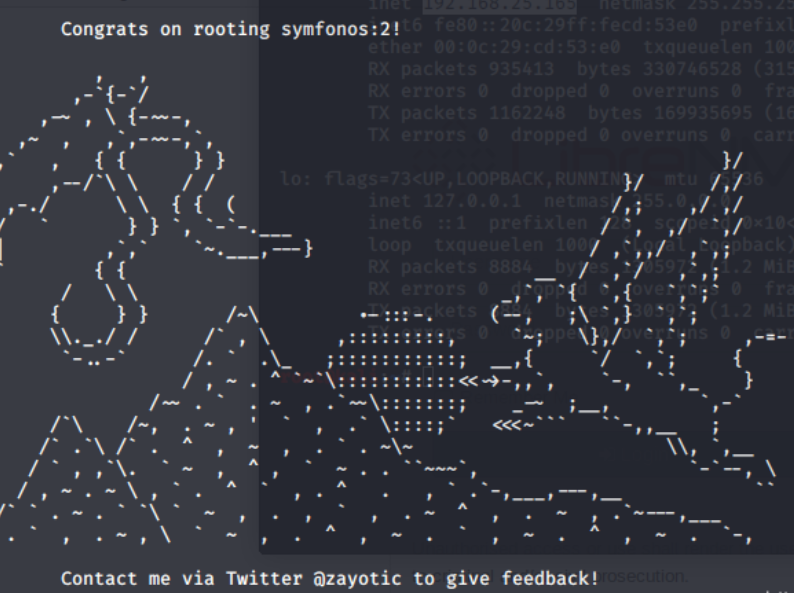 inet 192.168.25.165 netmask 255.255.25
Congrats on rooting symfonos:2!
inet6 fe80::20c:29ff:fecd:53e0 prefixl
ether 00:0c:29:cd:53:e0 txqueuelen 100
RX packets 935413 bytes 330746528 (315
RX errors 0 dropped 0 overruns 0 fra
TX packets 1162248 bytes 169935695 (16
TX errors 0 dropped 0 overruns 0 carr
lo: flags=73<UP,LOOPBACK,RUNNING> mtu 65536
inet 127.0.0.1 netmask 255.0.0.0
inet6 ::1 prefixlen 128 scopeid 0x10<
loop txqueuelen 1000 (Local Loopback)
RX packets 8884 bytes (1.2 MiB
RX errors 0 dropped 0 overruns 0 fra
TX packets 8884 bytes (1.2 MiB
TX errors 0 dropped 0 overruns 0 carr
Contact me via Twitter @zayotic to give feedback!
prosecution.